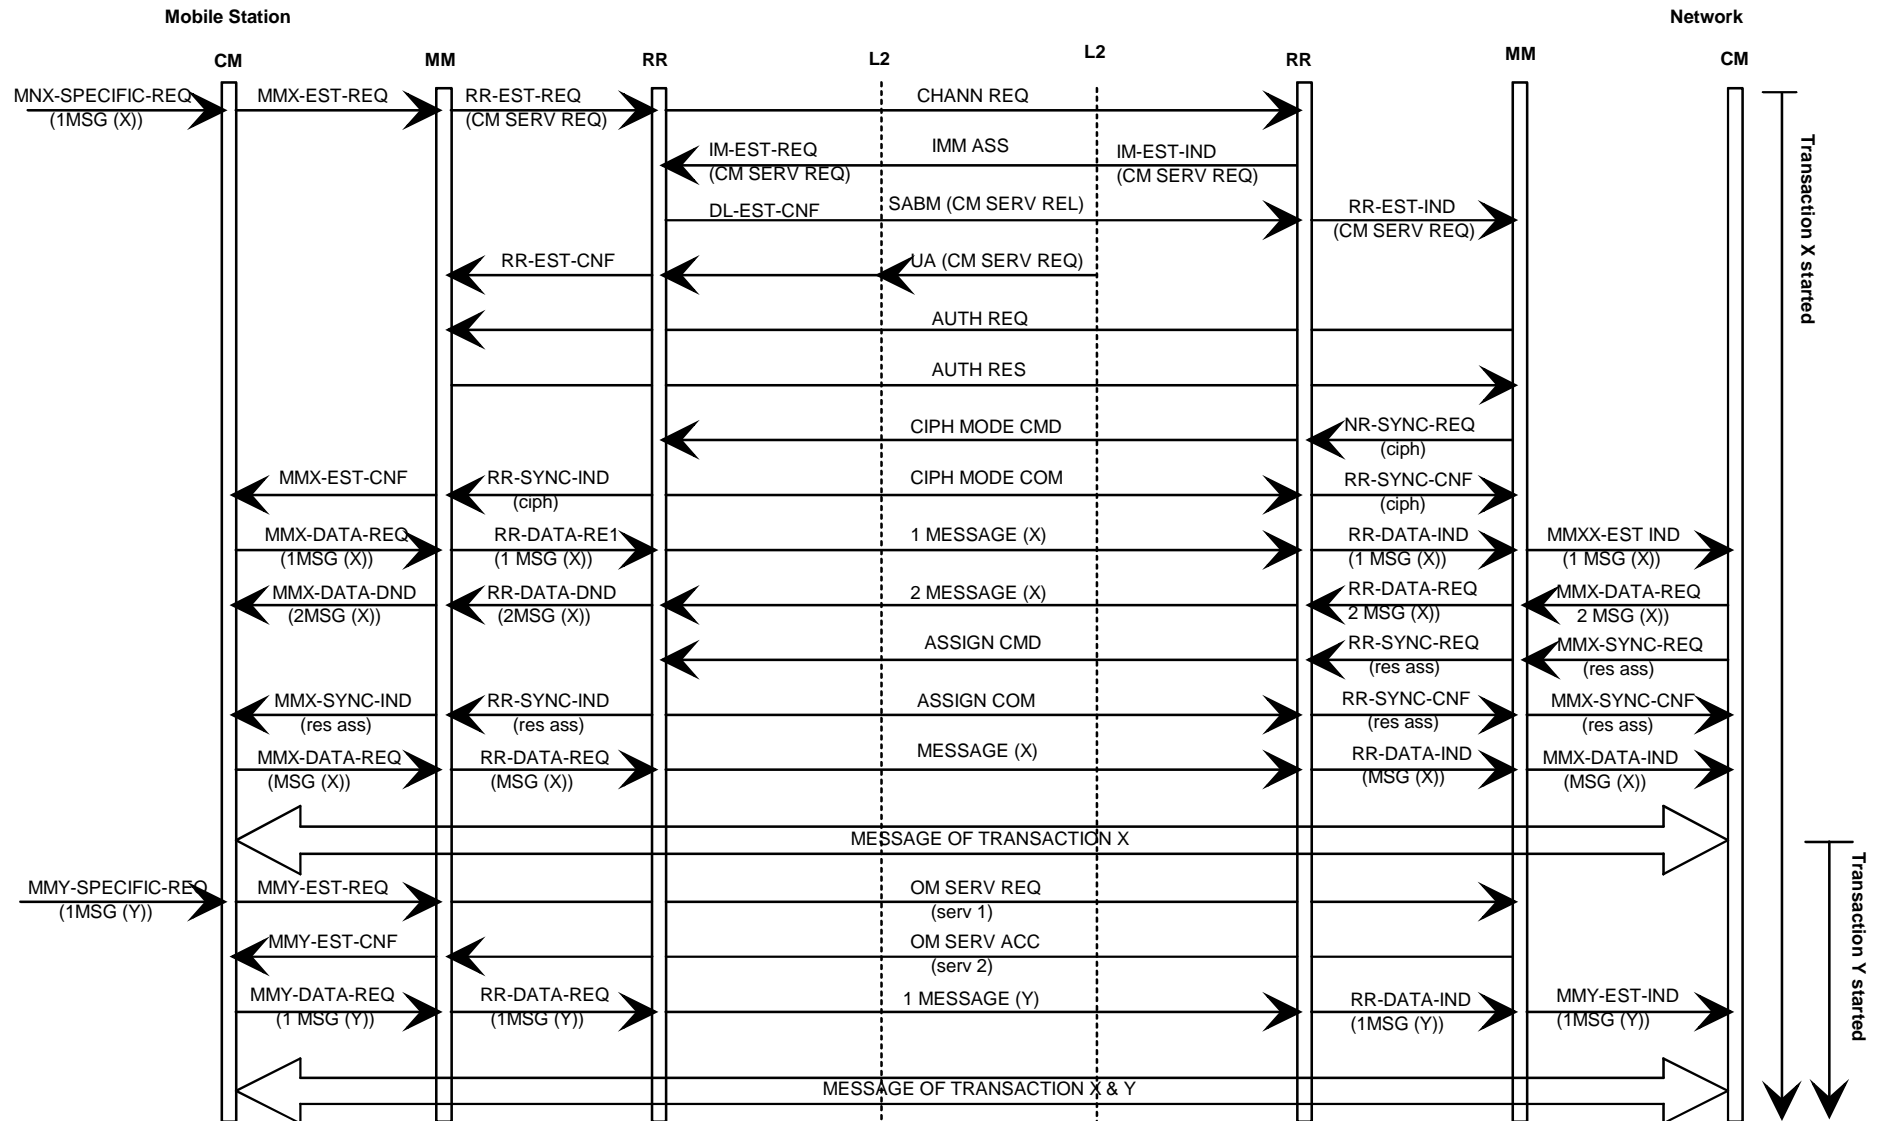 Mobile Station
Network
CM
MM
RR
L2
L2
RR
MM
CM
MNX-SPECIFIC-REQ
(1MSG (X))
MMX-EST-REQ
RR-EST-REQ
(CM SERV REQ)
CHANN REQ
IM-EST-REQ
(CM SERV REQ)
IMM ASS
IM-EST-IND
(CM SERV REQ)
DL-EST-CNF
SABM (CM SERV REL)
RR-EST-IND
(CM SERV REQ)
RR-EST-CNF
UA (CM SERV REQ)
AUTH REQ
AUTH RES
CIPH MODE CMD
NR-SYNC-REQ
(ciph)
MMX-EST-CNF
RR-SYNC-IND
(ciph)
CIPH MODE COM
RR-SYNC-CNF
(ciph)
MMX-DATA-REQ
(1MSG (X))
RR-DATA-RE1
(1 MSG (X))
1 MESSAGE (X)
RR-DATA-IND
(1 MSG (X))
MMXX-EST IND
(1 MSG (X))
MMX-DATA-DND
(2MSG (X))
RR-DATA-DND
(2MSG (X))
2 MESSAGE (X)
RR-DATA-REQ
2 MSG (X))
MMX-DATA-REQ
2 MSG (X))
ASSIGN CMD
RR-SYNC-REQ
(res ass)
MMX-SYNC-REQ
(res ass)
MMX-SYNC-IND
(res ass)
RR-SYNC-IND
(res ass)
ASSIGN COM
RR-SYNC-CNF
(res ass)
MMX-SYNC-CNF
(res ass)
MMX-DATA-REQ
(MSG (X))
RR-DATA-REQ
(MSG (X))
MESSAGE (X)
RR-DATA-IND
(MSG (X))
MMX-DATA-IND
(MSG (X))
MESSAGE OF TRANSACTION X
MMY-SPECIFIC-REQ
(1MSG (Y))
MMY-EST-REQ
OM SERV REQ
(serv 1)
MMY-EST-CNF
OM SERV ACC
(serv 2)
MMY-DATA-REQ
(1 MSG (Y))
RR-DATA-REQ
(1MSG (Y))
1 MESSAGE (Y)
RR-DATA-IND
(1MSG (Y))
MMY-EST-IND
(1MSG (Y))
MESSAGE OF TRANSACTION X & Y
Transaction X started
Transaction Y started